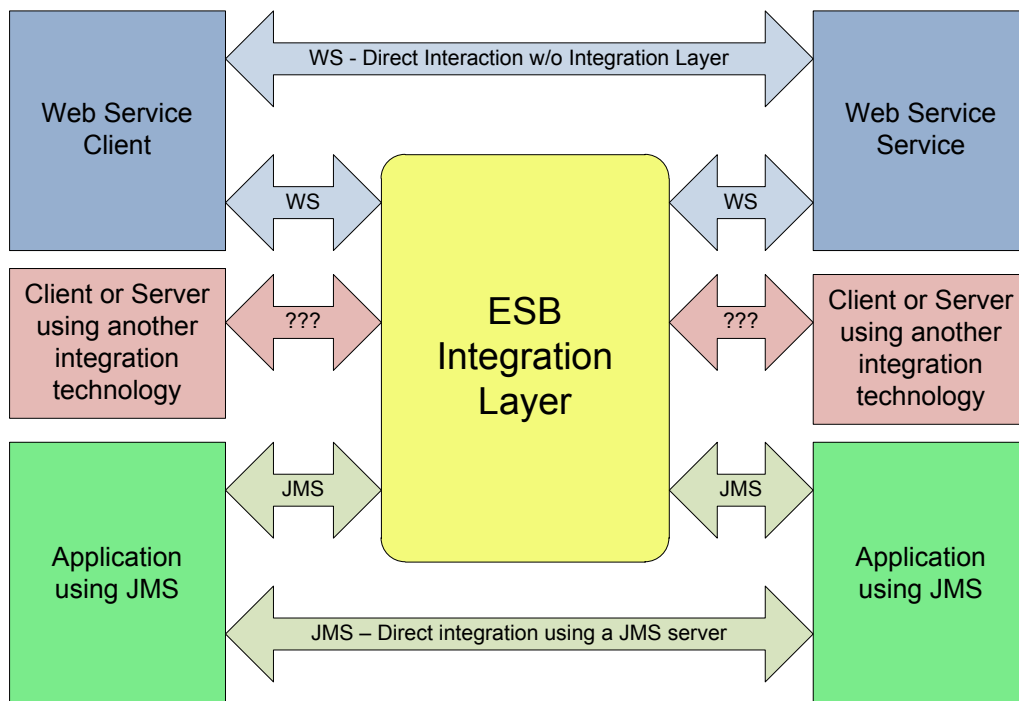 WS - Direct Interaction w/o Integration Layer
Web Service
Client
Web Service
Service
WS
WS
Client or Server
using another
integration
technology
???
ESB
Integration
Layer
???
Client or Server
using another
integration
technology
JMS
JMS
Application
using JMS
Application
using JMS
JMS – Direct integration using a JMS server